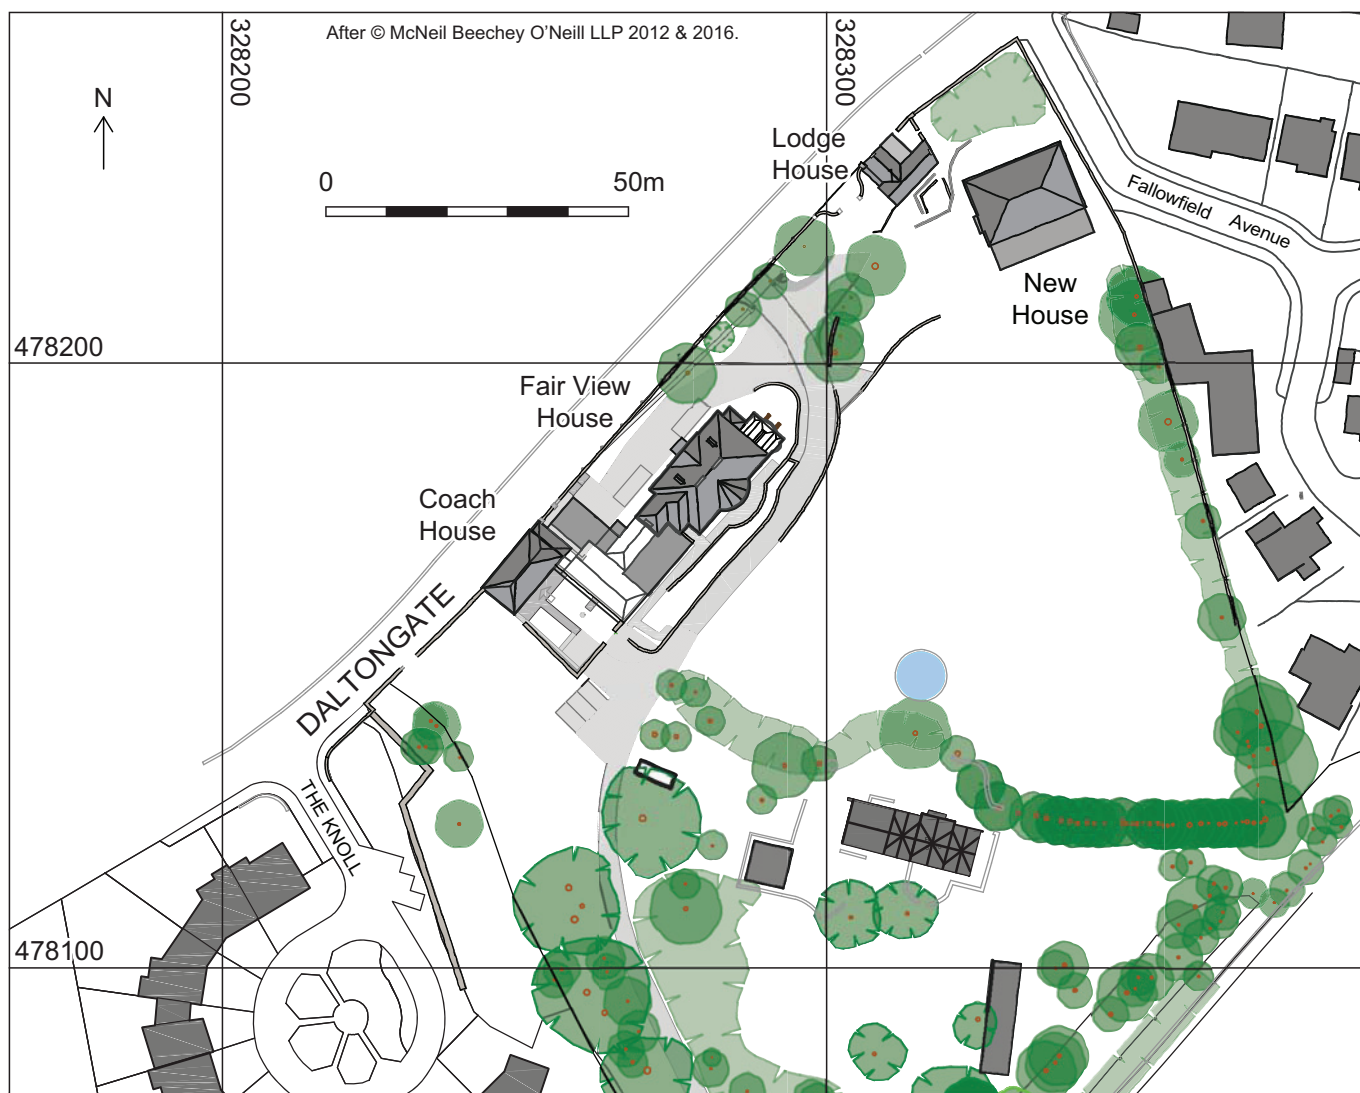 After © McNeil Beechey O’Neill LLP 2012 & 2016.
328200
328300
N
0 50m
Lodge
House
Fallowfield Avenue
New
House
478200
Fair View
House
Coach
House
DALTONGATE
THE KNOLL
478100